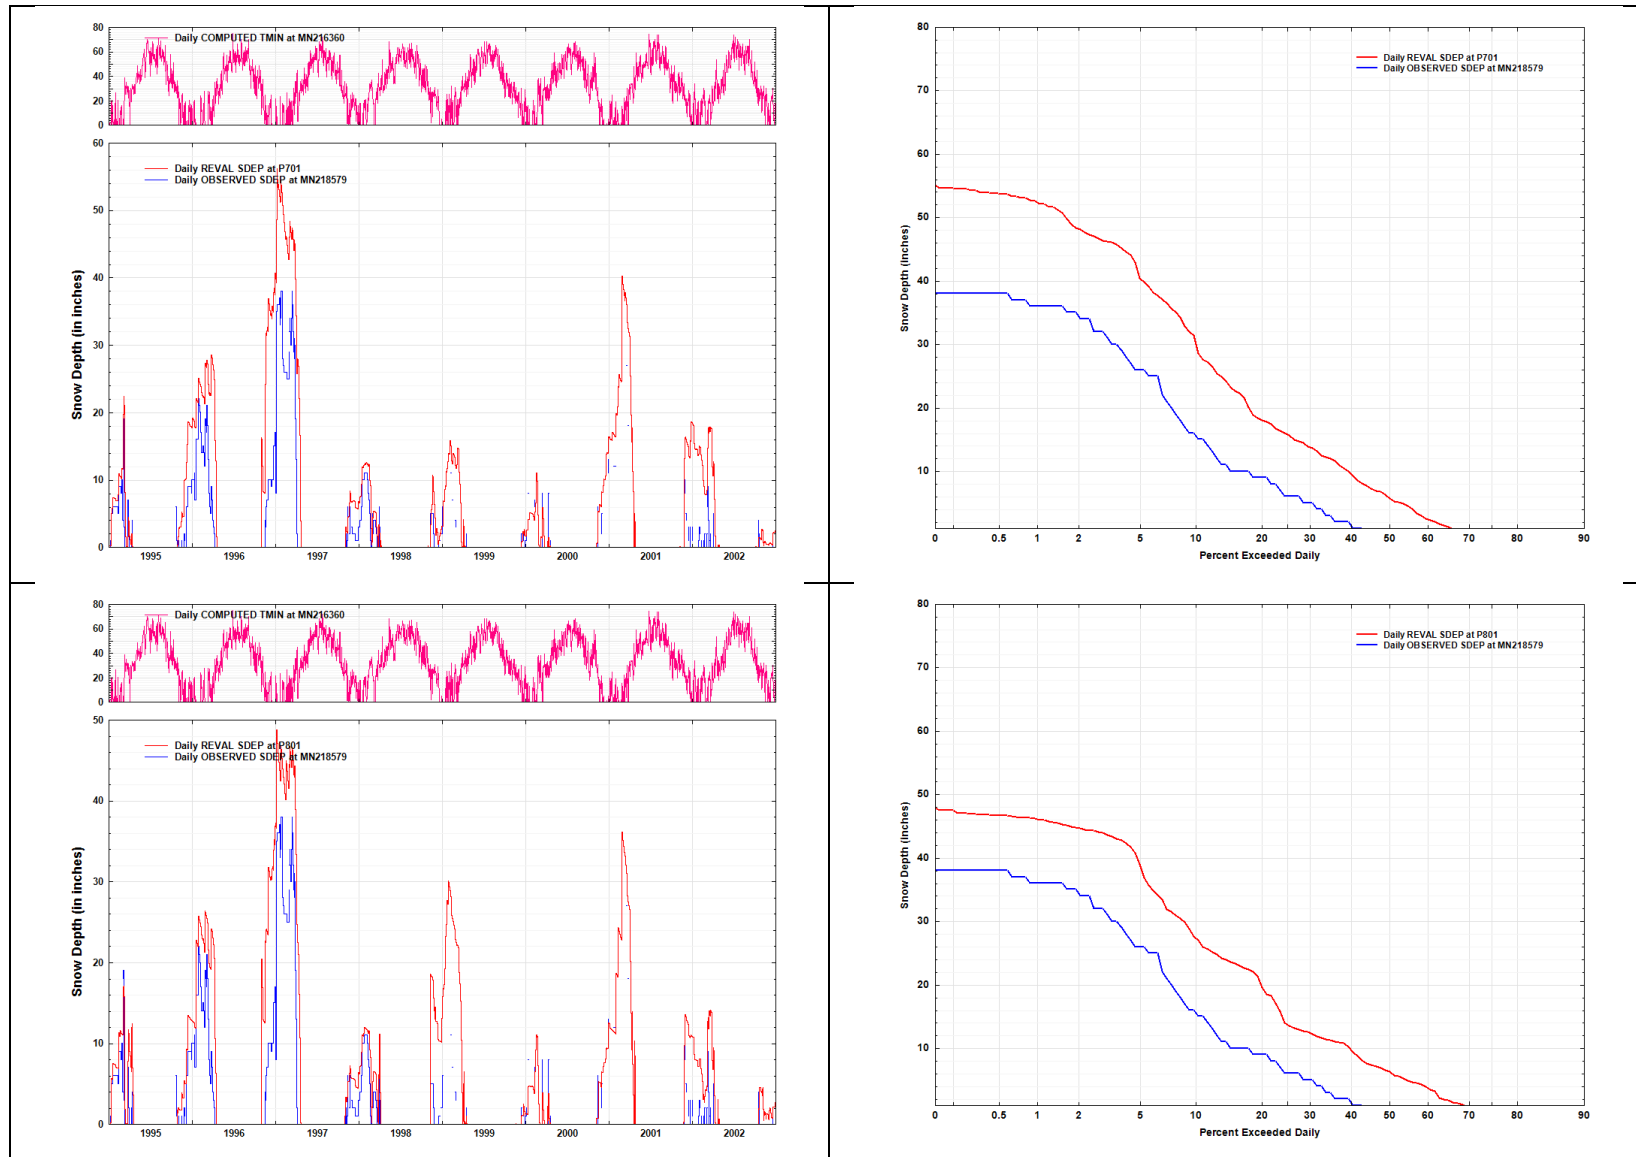 80
60
40
20
0
Daily COMPUTED TMIN at MN216360
60
50
40
30
20
10
0
Snow Depth (in inches)
Daily REVAL SDEP at P701
Daily OBSERVED SDEP at MN218579
1995 1996 1997 1998 1999 2000 2001 2002
80
70
60
50
40
30
20
10
Snow Depth (inches)
Daily REVAL SDEP at P701
Daily OBSERVED SDEP at MN218579
0 0.5 1 2 5 10 20 30 40 50 60 70 80 90
Percent Exceeded Daily
80
60
40
20
0
Daily COMPUTED TMIN at MN216360
50
40
30
20
10
0
Snow Depth (in inches)
Daily REVAL SDEP at P801
Daily OBSERVED SDEP at MN218579
1995 1996 1997 1998 1999 2000 2001 2002
80
70
60
50
40
30
20
10
Snow Depth (inches)
Daily REVAL SDEP at P801
Daily OBSERVED SDEP at MN218579
0 0.5 1 2 5 10 20 30 40 50 60 70 80 90
Percent Exceeded Daily